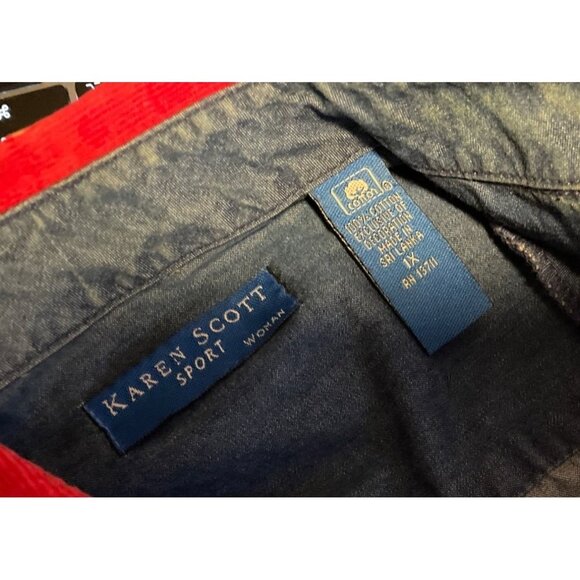 KAREN SCOTT
SPORT WOMAN
cotton ®
100% COTTON
EXCLUSIVE OF
DECORATION
MADE IN
SRI LANKA
1X
RN 13711